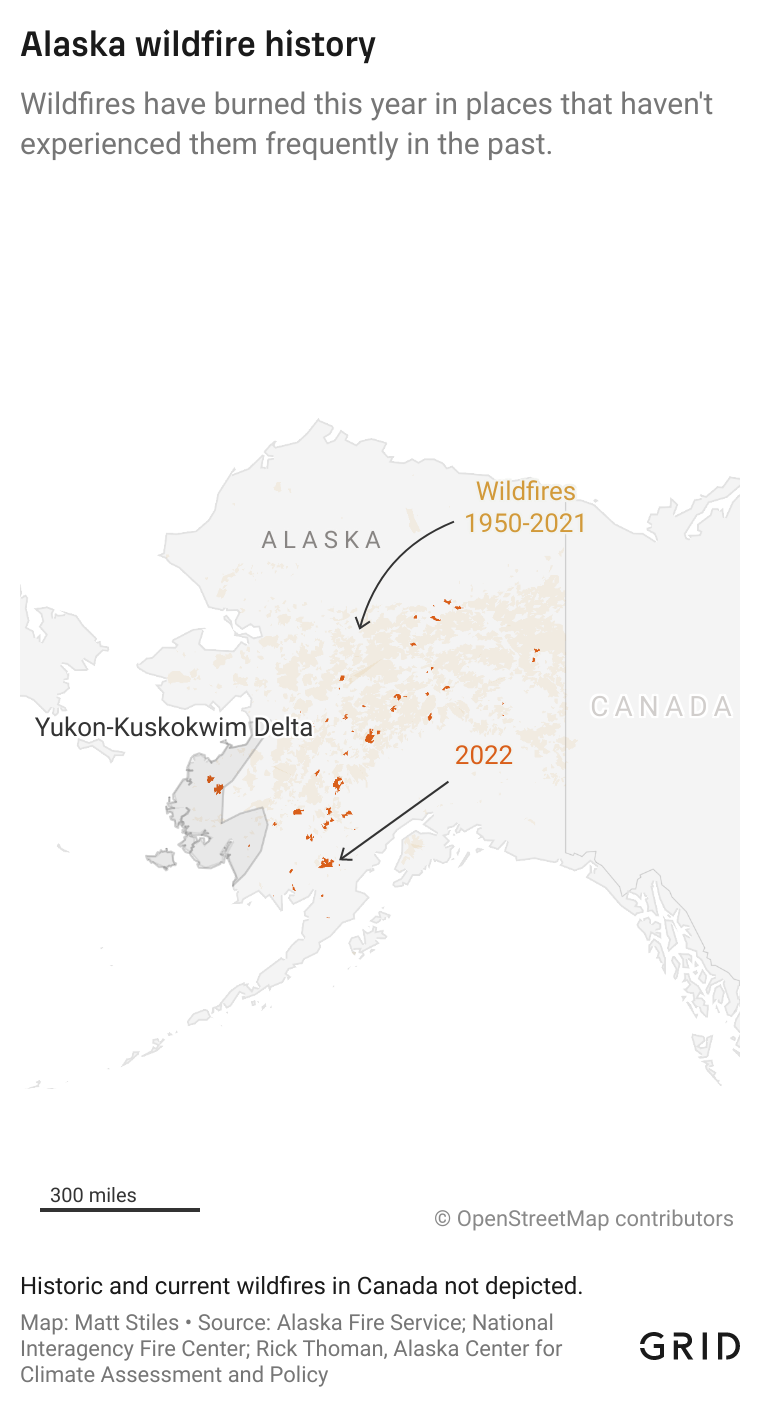 Alaska wildfire history
Wildfires have burned this year in places that haven't
experienced them frequently in the past.
Wildfires
1950-2021
ALASKA
CANADA
Yukon-Kuskokwim Delta
2022
300 miles
© OpenStreetMap contributors
Historic and current wildfires in Canada not depicted.
Map: Matt Stiles • Source: Alaska Fire Service; National
Interagency Fire Center; Rick Thoman, Alaska Center for
Climate Assessment and Policy
GRID